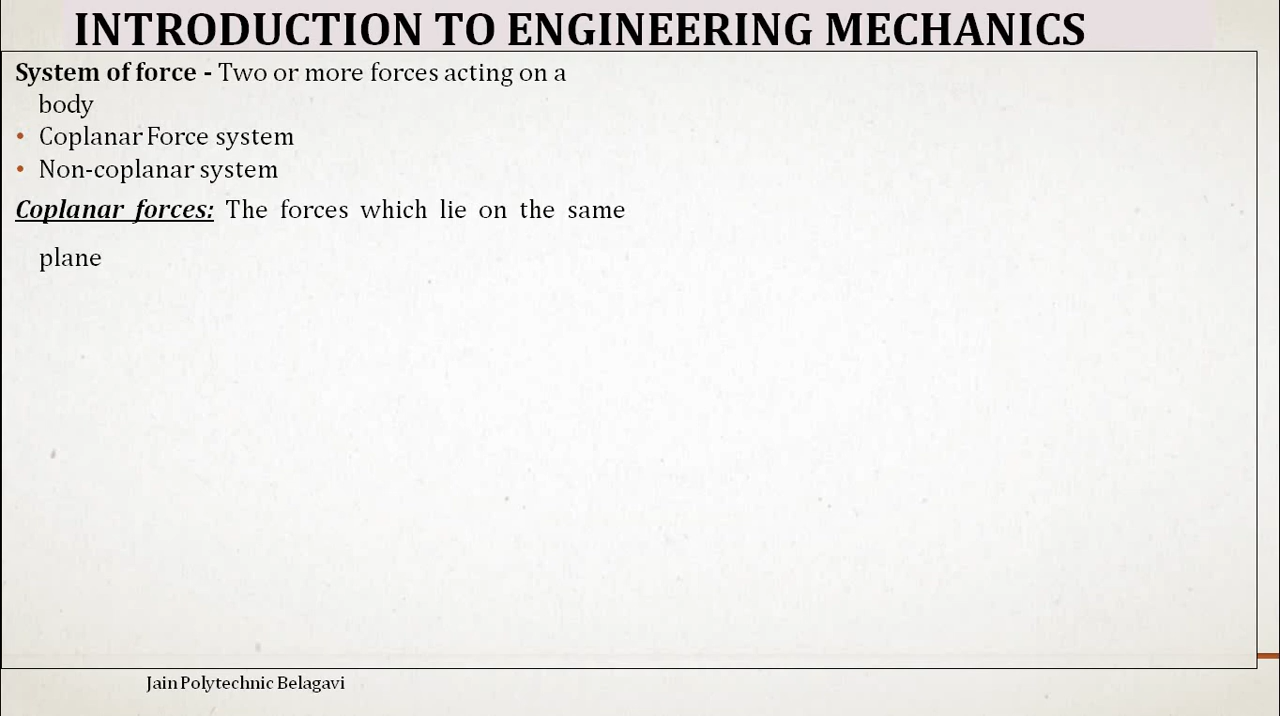 INTRODUCTION TO ENGINEERING MECHANICS
System of force - Two or more forces acting on a
body
• Coplanar Force system
• Non-coplanar system
Coplanar forces: The forces which lie on the same
plane
Jain Polytechnic Belagavi